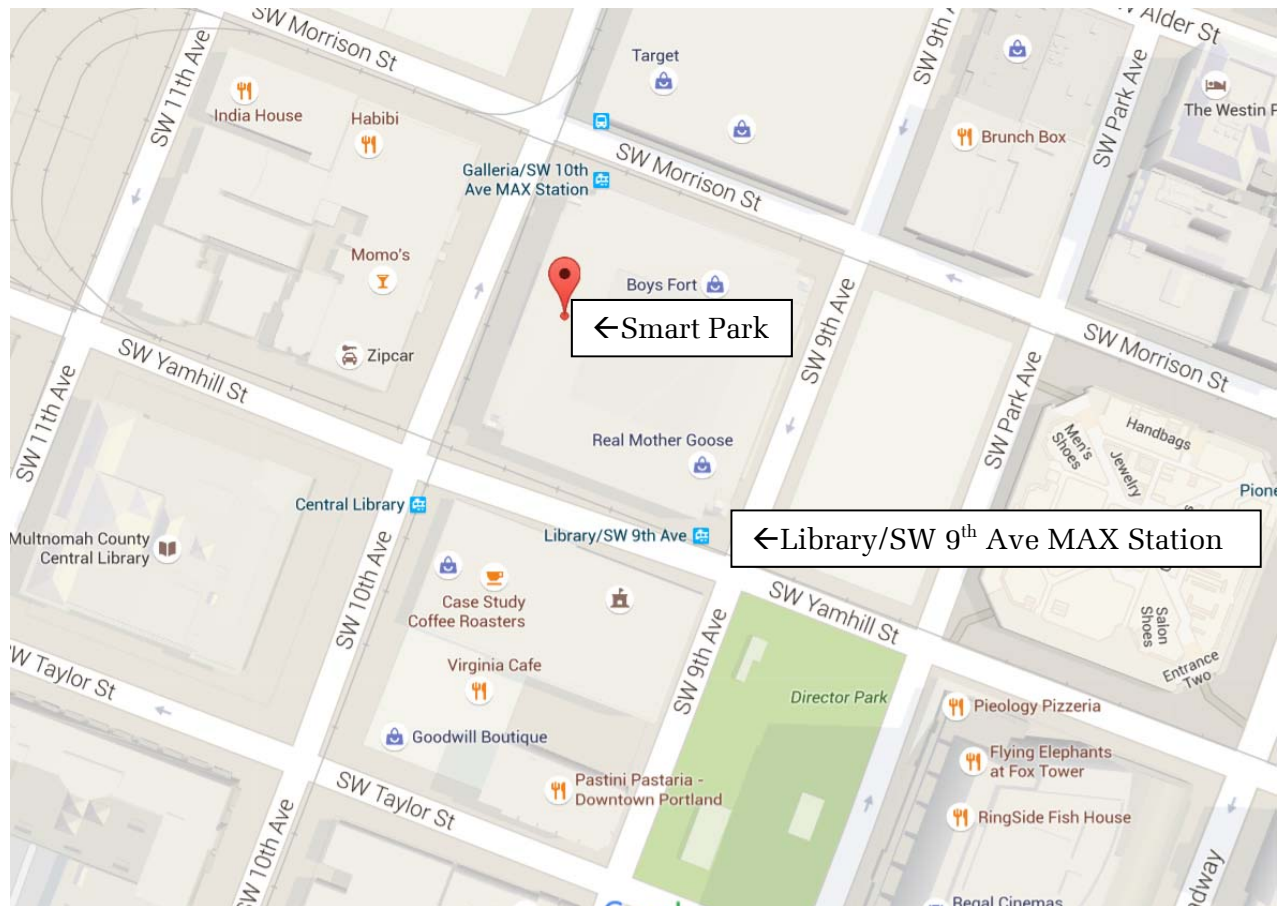 SW Morrison St
SW 11th Ave
SW 9th A
SW Alder St
Target
The Westin P
India House
Habibi
Brunch Box
SW Park Ave
SW Morrison St
Galleria/SW 10th
Ave MAX Station
Momo's
Boys Fort
←Smart Park
SW 9th Ave
SW Morrison St
Zipcar
SW Yamhill St
SW Park Ave
SW 11th Ave
Handbags
Men's
Shoes
Jewelry
Real Mother Goose
Pione
Central Library
Library/SW 9th Ave
←Library/SW 9th Ave MAX Station
Multnomah County
Central Library
SW 10th Ave
Case Study
Coffee Roasters
SW Yamhill St
Salon
Shoes
Entrance
Two
Virginia Cafe
SW 9th Ave
Director Park
W Taylor St
Pieology Pizzeria
Goodwill Boutique
Flying Elephants
at Fox Tower
Pastini Pastaria -
Downtown Portland
SW Taylor St
RingSide Fish House
SW 10th Ave
dway
Regal Cinemas